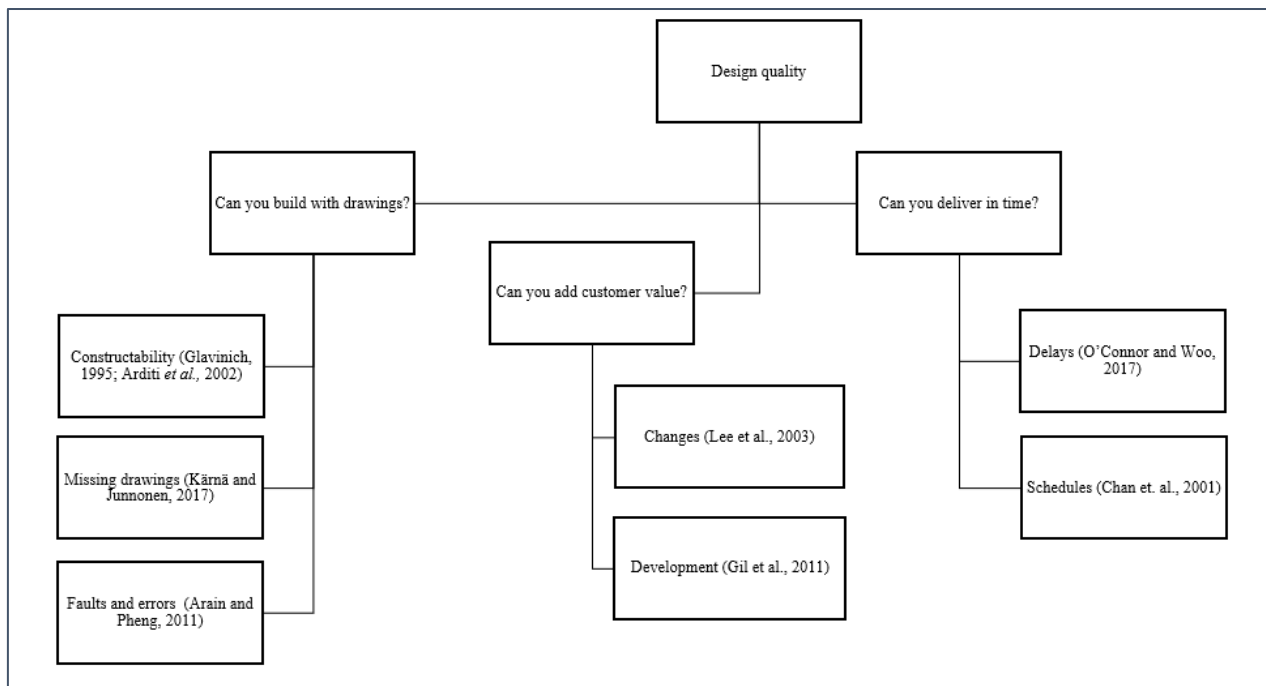 Design quality
Can you build with drawings?
Can you deliver in time?
Can you add customer value?
Constructability (Glavinich,
1995; Arditi et al., 2002)
Missing drawings (Kärnä and
Junnonen, 2017)
Faults and errors  (Arain and
Pheng, 2011)
Changes (Lee et al., 2003)
Development (Gil et al., 2011)
Delays (O’Connor and Woo,
2017)
Schedules (Chan et. al., 2001)